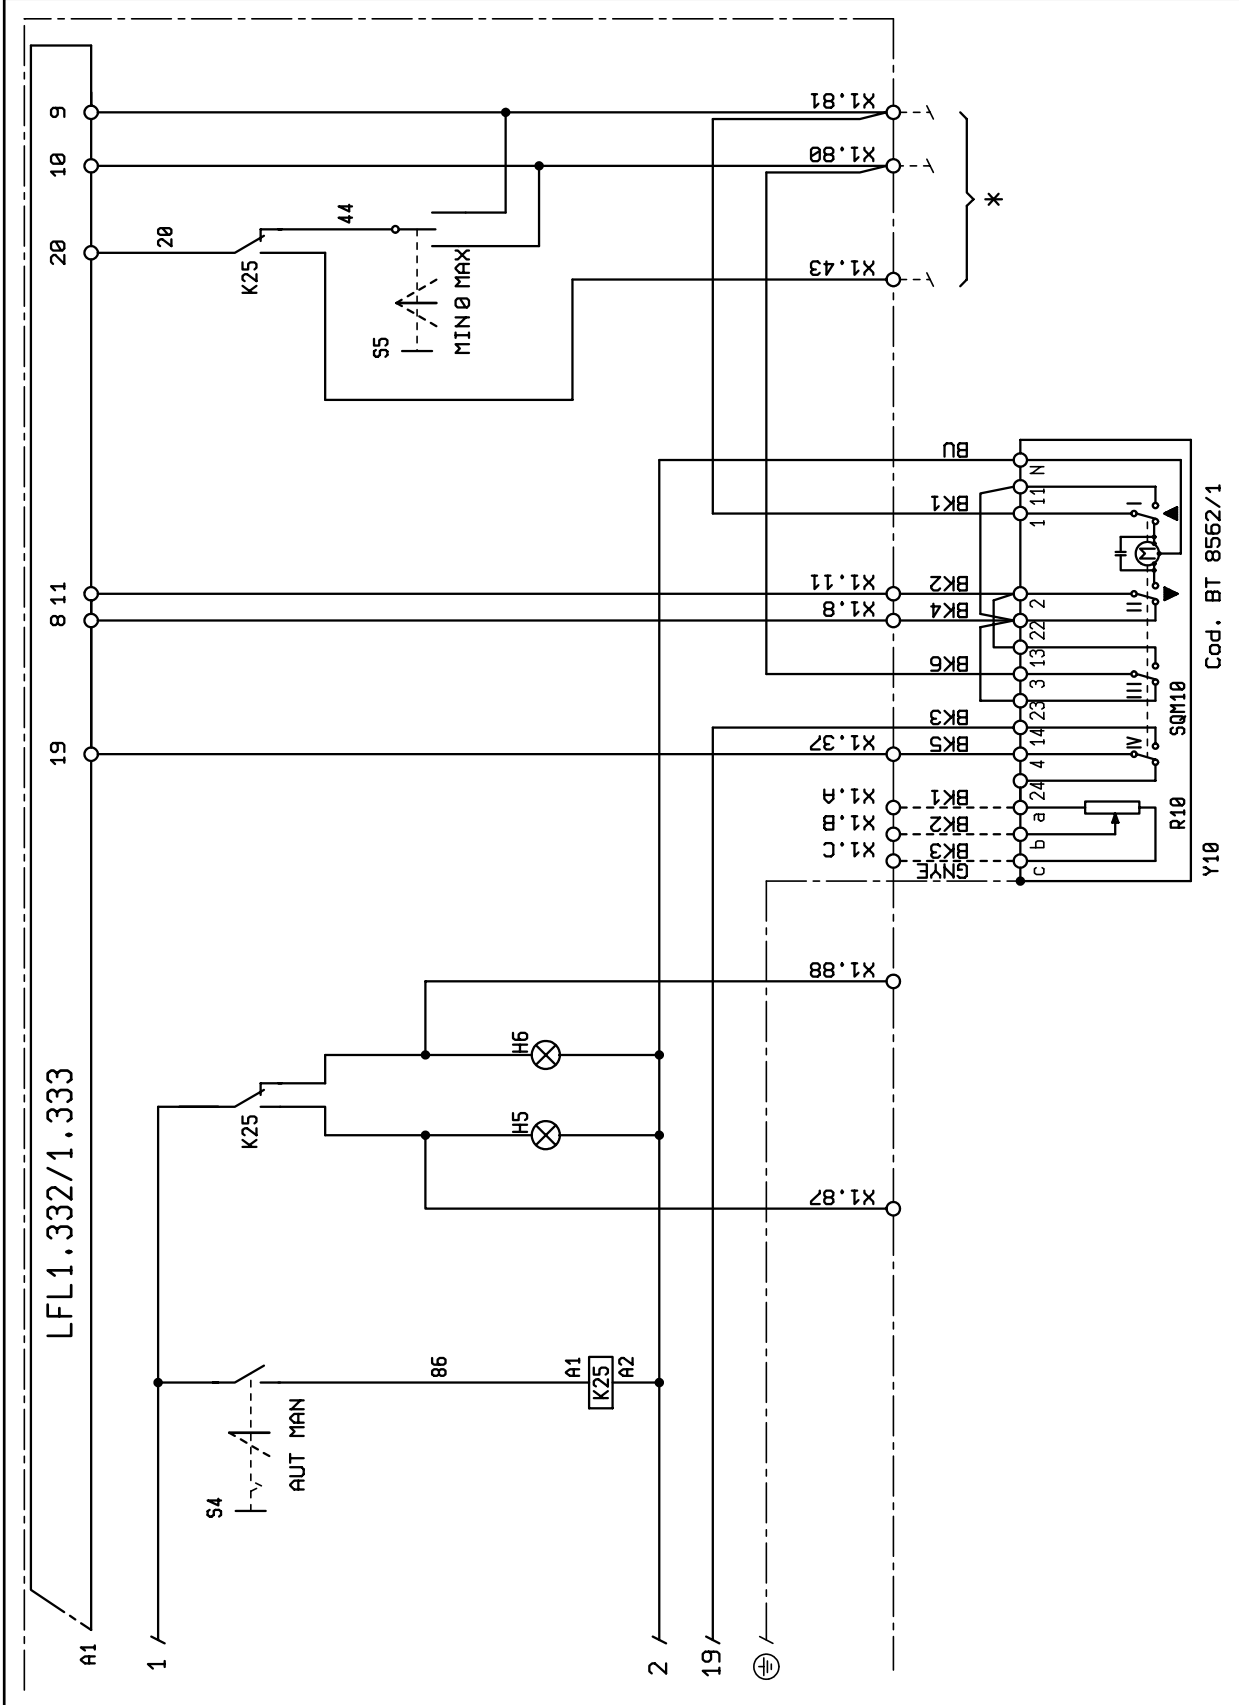 A1
LFL1.332/1.333
19
8
11
20
10
9
1
2
19
S4
AUT MAN
86
A1
K25
A2
K25
H5
H6
X1.87
X1.88
20
K25
44
S5
MIN 0 MAX
X1.43
X1.80
X1.81
*
X1.C
X1.B
X1.A
X1.37
X1.8
X1.11
GNYE
BK3
BK2
BK1
BK5
BK3
BK6
BK4
BK2
BK1
BU
c
b
a
24
4
14
23
3
13
22
2
1
11
N
IV
III
II
I
M
R10
SQM10
Y10
Cod. BT 8562/1